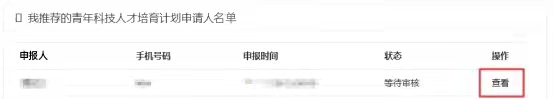 我推荐的青年科技人才培育计划申请人名单
申报人 手机号码 申报时间 状态 操作
等待审核 查看